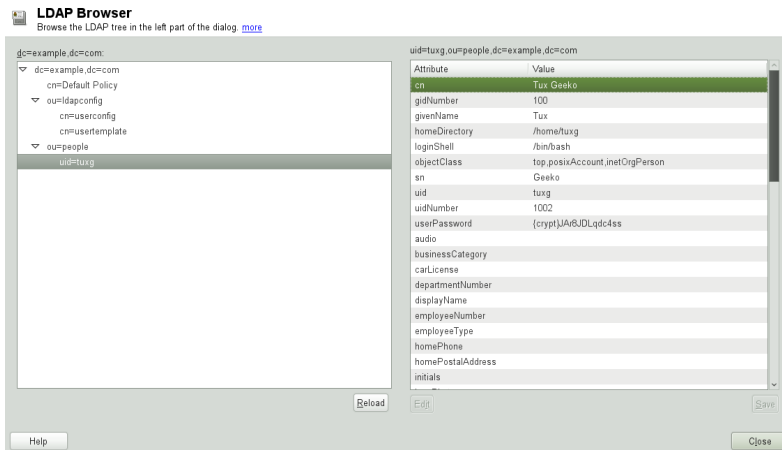 LDAP Browser
Browse the LDAP tree in the left part of the dialog. more
dc=example,dc=com:
dc=example,dc=com
cn=Default Policy
ou=ldapconfig
cn=userconfig
cn=usertemplate
ou=people
uid=tuxg
Reload
uid=tuxg,ou=people,dc=example,dc=com
Attribute Value
cn Tux Geeko
gidNumber 100
givenName Tux
homeDirectory /home/tuxg
loginShell /bin/bash
objectClass top,posixAccount,inetOrgPerson
sn Geeko
uid tuxg
uidNumber 1002
userPassword {crypt}JAr8JDLqdc4ss
audio
businessCategory
carLicense
departmentNumber
displayName
employeeNumber
employeeType
homePhone
homePostalAddress
initials
Edit Save
Help Close